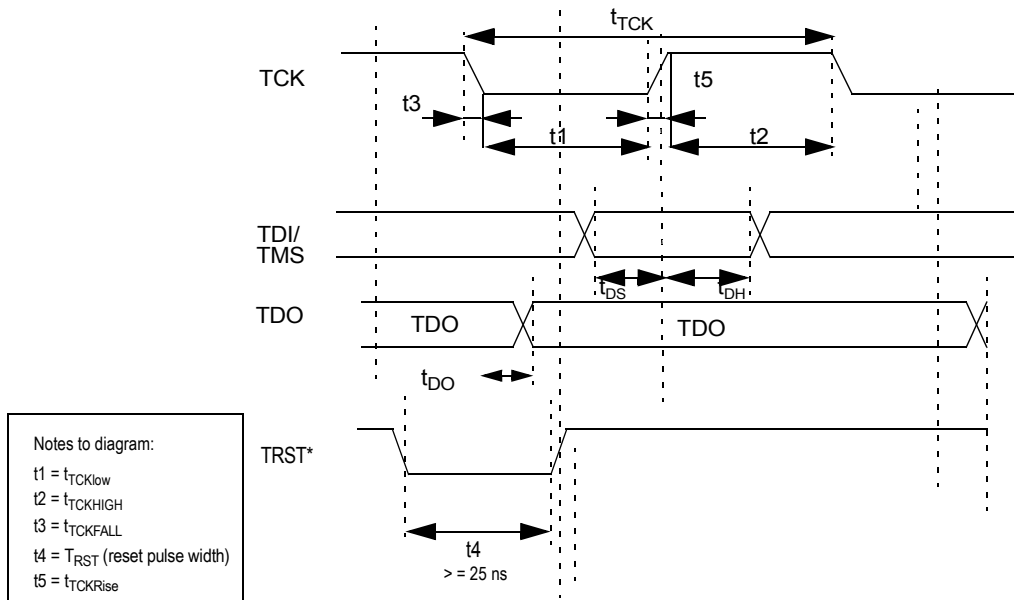 tTCK
TCK
t3
t5
t1
t2
TDI/
TMS
tDS
tDH
TDO
TDO
TDO
tDO
TRST*
t4
> = 25 ns
Notes to diagram:
t1 = tTCKlow
t2 = tTCKHIGH
t3 = tTCKFALL
t4 = TRST (reset pulse width)
t5 = tTCKRise